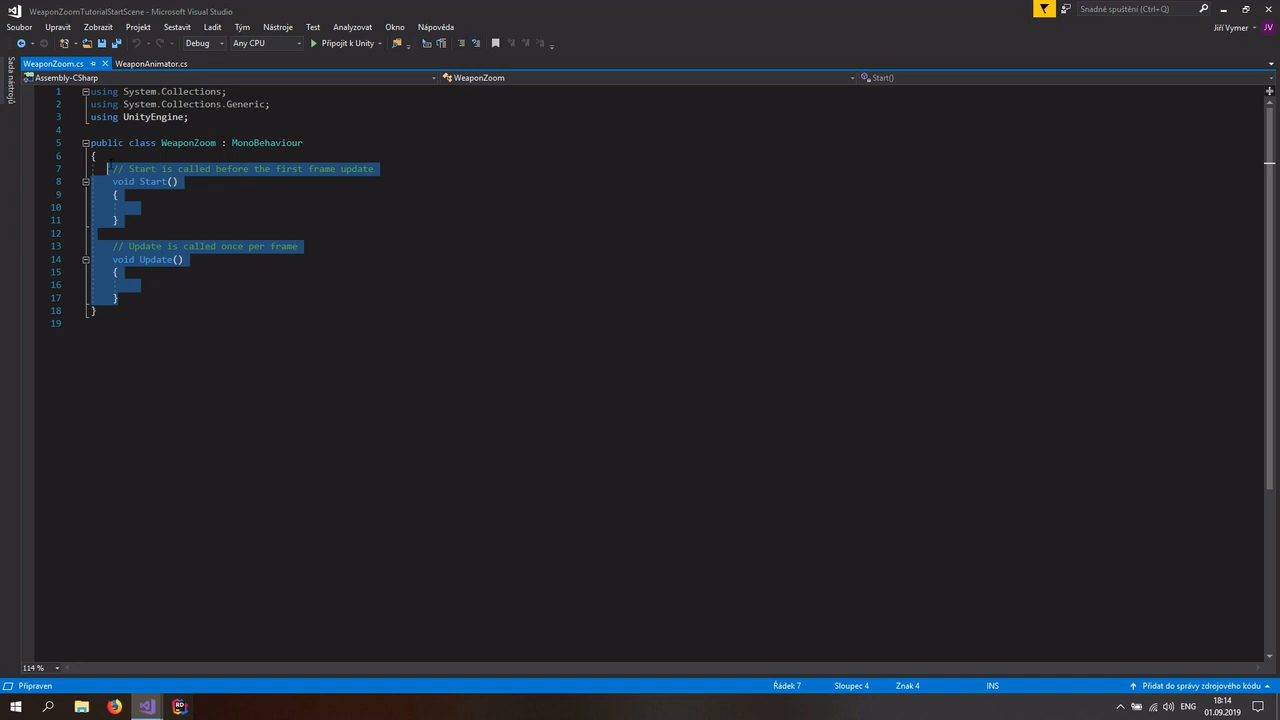 WeaponZoomTutorialStartScene - Microsoft Visual Studio
Snadné spuštění (Ctrl+Q)
Soubor Upravit Zobrazit Projekt Sestavit Ladit Tým Nástroje Test Analyzovat Okno Nápověda
Jiří Vymer JV
Debug Any CPU Připojit k Unity
Sada nástrojů
WeaponZoom.cs WeaponAnimator.cs
Assembly-CSharp WeaponZoom Start()
1 using System.Collections;
2 using System.Collections.Generic;
3 using UnityEngine;
4
5 public class WeaponZoom : MonoBehaviour
6 {
7 // Start is called before the first frame update
8 void Start()
9 {
10
11 }
12
13 // Update is called once per frame
14 void Update()
15 {
16
17 }
18 }
19
114 %
Připraven Řádek 7 Sloupec 4 Znak 4 INS Přidat do správy zdrojového kódu
RD
ENG
18:14
01.09.2019